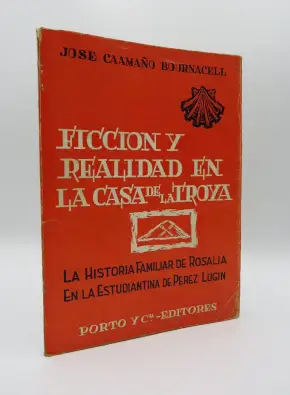 JOSE CAAMAÑO BOURNACELL
FICCION Y
REALIDAD EN
LA CASA DE LA TROYA
LA HISTORIA FAMILIAR DE ROSALIA
EN LA ESTUDIANTINA DE PEREZ LUGIN
PORTO Y Cª.-EDITORES